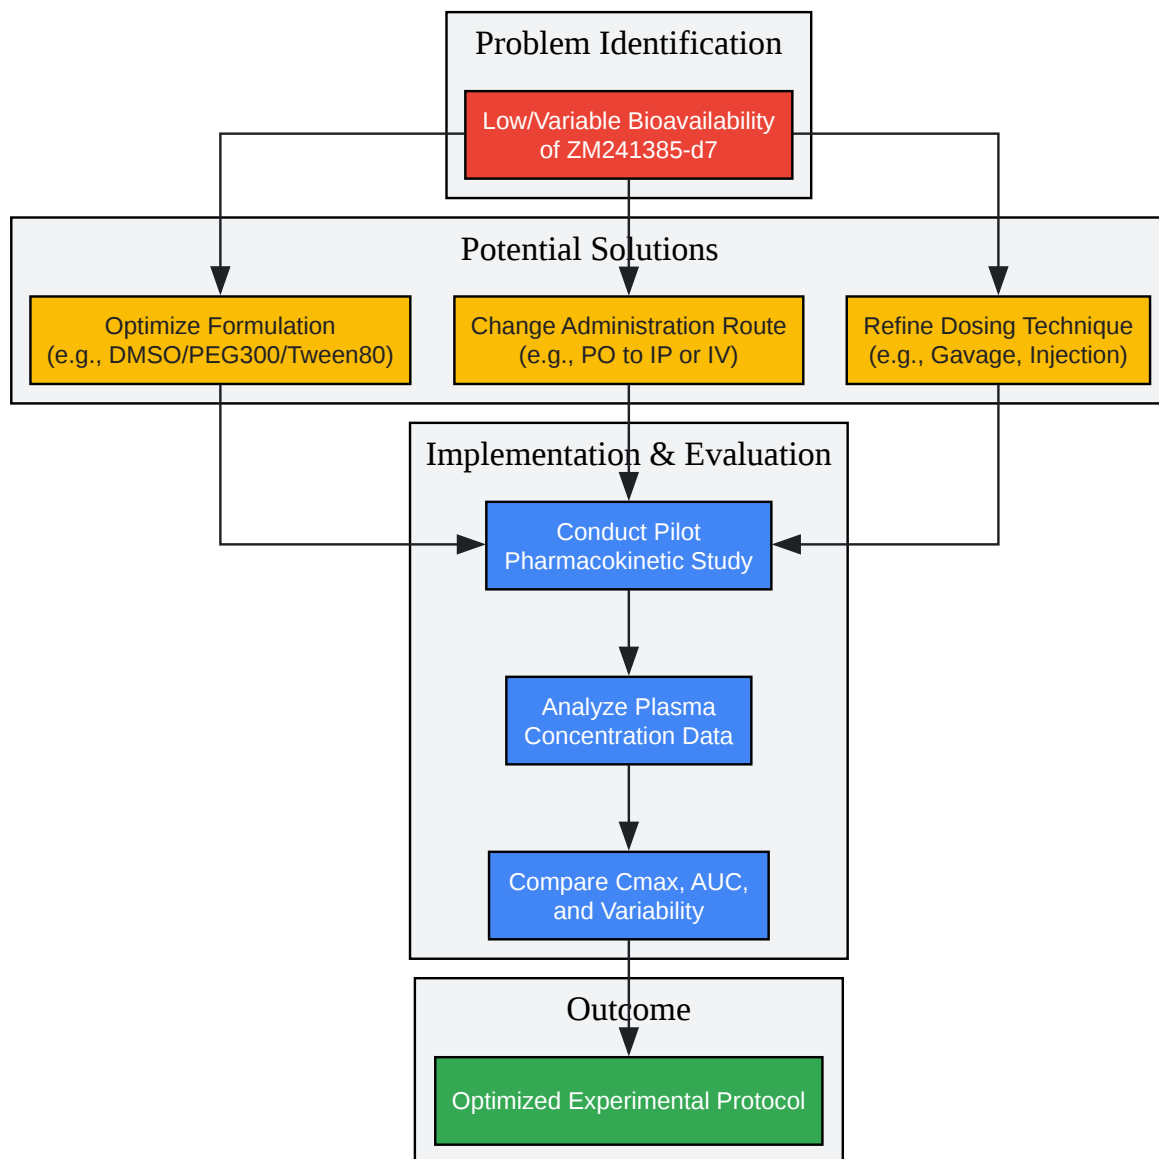 Problem Identification
Low/Variable Bioavailability
of ZM241385-d7
Potential Solutions
Optimize Formulation
(e.g., DMSO/PEG300/Tween80)
Change Administration Route
(e.g., PO to IP or IV)
Refine Dosing Technique
(e.g., Gavage, Injection)
Implementation & Evaluation
Conduct Pilot
Pharmacokinetic Study
Analyze Plasma
Concentration Data
Compare Cmax, AUC,
and Variability
Outcome
Optimized Experimental Protocol